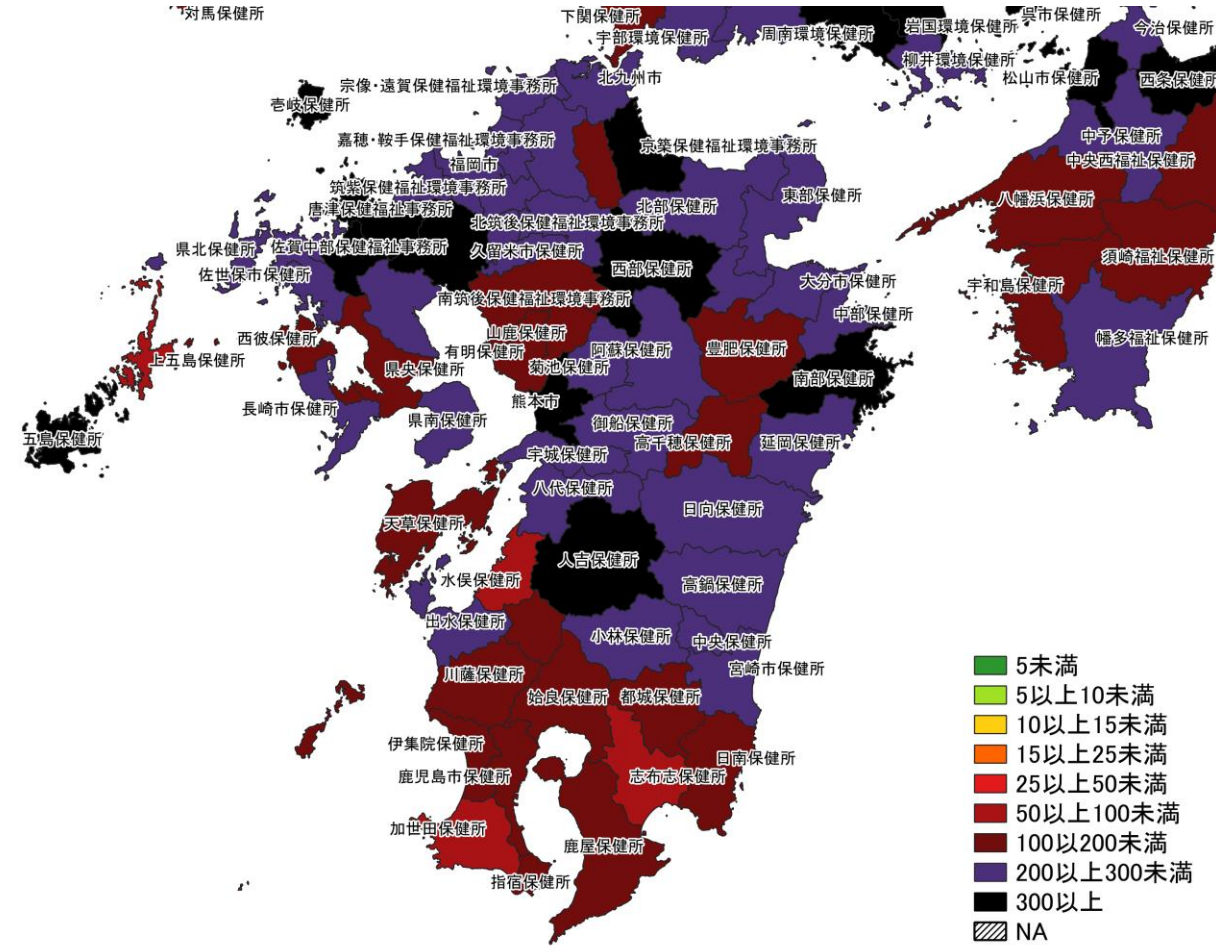 対馬保健所
下関保健所
宇部環境保健所
周南環境保健所
岩国環境保健所
呉市保健所
今治保健所
柳井環境保健所
松山市保健所
西条保健所
宗像・遠賀保健福祉環境事務所
北九州市
壱岐保健所
嘉穂・鞍手保健福祉環境事務所
京築保健福祉環境事務所
中予保健所
中央西福祉保健所
福岡市
筑紫保健福祉環境事務所
東部保健所
八幡浜保健所
唐津保健福祉事務所
北部保健所
北筑後保健福祉環境事務所
県北保健所
佐賀中部保健福祉事務所
久留米市保健所
佐世保市保健所
西部保健所
須崎福祉保健所
大分市保健所
宇和島保健所
南筑後保健福祉環境事務所
中部保健所
西彼保健所
山鹿保健所
幡多福祉保健所
有明保健所
阿蘇保健所
豊肥保健所
上五島保健所
県央保健所
菊池保健所
南部保健所
長崎市保健所
熊本市
県南保健所
御船保健所
五島保健所
高千穂保健所
延岡保健所
宇城保健所
八代保健所
日向保健所
天草保健所
人吉保健所
水俣保健所
高鍋保健所
出水保健所
小林保健所
中央保健所
宮崎市保健所
川薩保健所
姶良保健所
都城保健所
伊集院保健所
日南保健所
鹿児島市保健所
志布志保健所
加世田保健所
鹿屋保健所
指宿保健所
5未満
5以上10未満
10以上15未満
15以上25未満
25以上50未満
50以上100未満
100以200未満
200以上300未満
300以上
NA